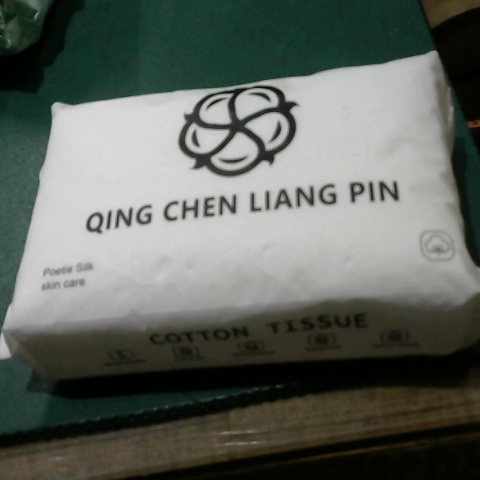 QING CHEN LIANG PIN
Poetie Silk
skin care
COTTON TISSUE